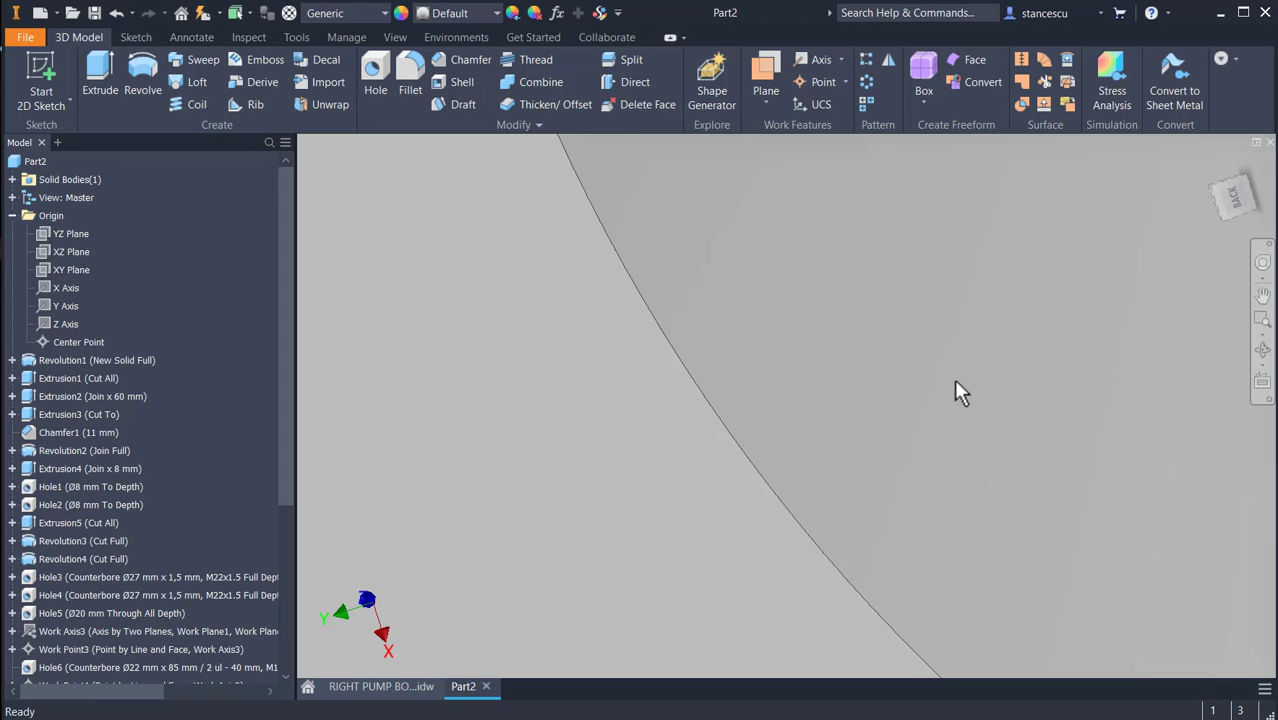 Generic
Default
Part2
Search Help & Commands...
stancescu
File
3D Model
Sketch
Annotate
Inspect
Tools
Manage
View
Environments
Get Started
Collaborate
Start
2D Sketch
Extrude
Revolve
Sweep
Loft
Coil
Emboss
Derive
Rib
Decal
Import
Unwrap
Hole
Fillet
Chamfer
Shell
Draft
Thread
Combine
Thicken/ Offset
Split
Direct
Delete Face
Shape
Generator
Plane
Axis
Point
UCS
Box
Face
Convert
Stress
Analysis
Convert to
Sheet Metal
Sketch
Create
Modify
Explore
Work Features
Pattern
Create Freeform
Surface
Simulation
Convert
Model
Part2
Solid Bodies(1)
View: Master
Origin
YZ Plane
XZ Plane
XY Plane
X Axis
Y Axis
Z Axis
Center Point
Revolution1 (New Solid Full)
Extrusion1 (Cut All)
Extrusion2 (Join x 60 mm)
Extrusion3 (Cut To)
Chamfer1 (11 mm)
Revolution2 (Join Full)
Extrusion4 (Join x 8 mm)
Hole1 (Ø8 mm To Depth)
Hole2 (Ø8 mm To Depth)
Extrusion5 (Cut All)
Revolution3 (Cut Full)
Revolution4 (Cut Full)
Hole3 (Counterbore Ø27 mm x 1,5 mm, M22x1.5 Full Dept
Hole4 (Counterbore Ø27 mm x 1,5 mm, M22x1.5 Full Dept
Hole5 (Ø20 mm Through All Depth)
Work Axis3 (Axis by Two Planes, Work Plane1, Work Plane
Work Point3 (Point by Line and Face, Work Axis3)
Hole6 (Counterbore Ø22 mm x 85 mm / 2 ul - 40 mm, M1
BACK
Y
X
RIGHT PUMP BO...idw
Part2
Ready
1
3